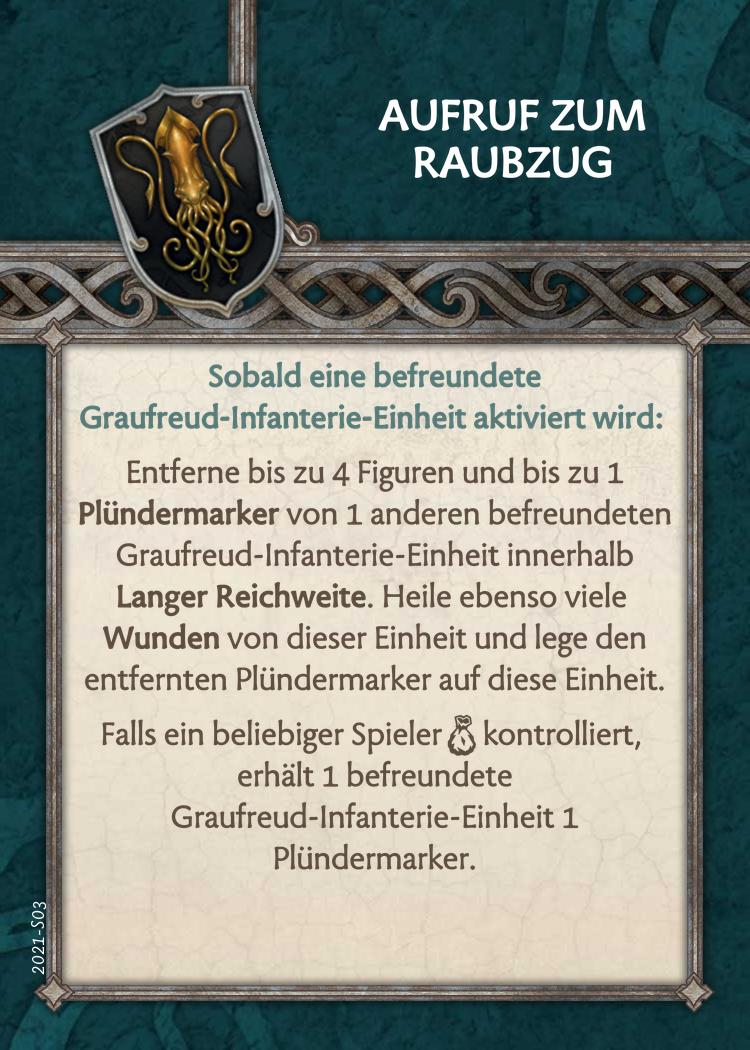 AUFRUF ZUM
RAUBZUG
Sobald eine befreundete
Graufreud-Infanterie-Einheit aktiviert wird:
Entferne bis zu 4 Figuren und bis zu 1
Plündermarker von 1 anderen befreundeten
Graufreud-Infanterie-Einheit innerhalb
Langer Reichweite. Heile ebenso viele
Wunden von dieser Einheit und lege den
entfernten Plündermarker auf diese Einheit.
Falls ein beliebiger Spieler kontrolliert,
erhält 1 befreundete
Graufreud-Infanterie-Einheit 1
Plündermarker.
2021-S03